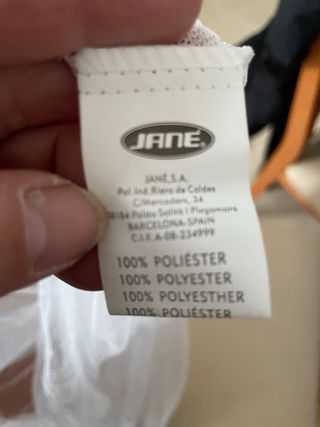 JANÉ
JANÉ,S.A.
Pol.Ind.Riera de Caldes
C/Mercaders, 34
08184 Palau Solità i Plegamans
BARCELONA-SPAIN
C.I.F. A-08-234999
100% POLIÉSTER
100% POLYESTER
100% POLYESTHER
100% POLIÉSTER